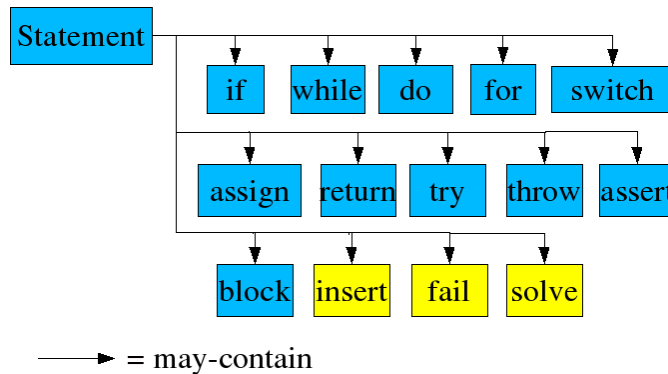 Statement
if while do for switch
assign return try throw assert
block insert fail solve
= may-contain